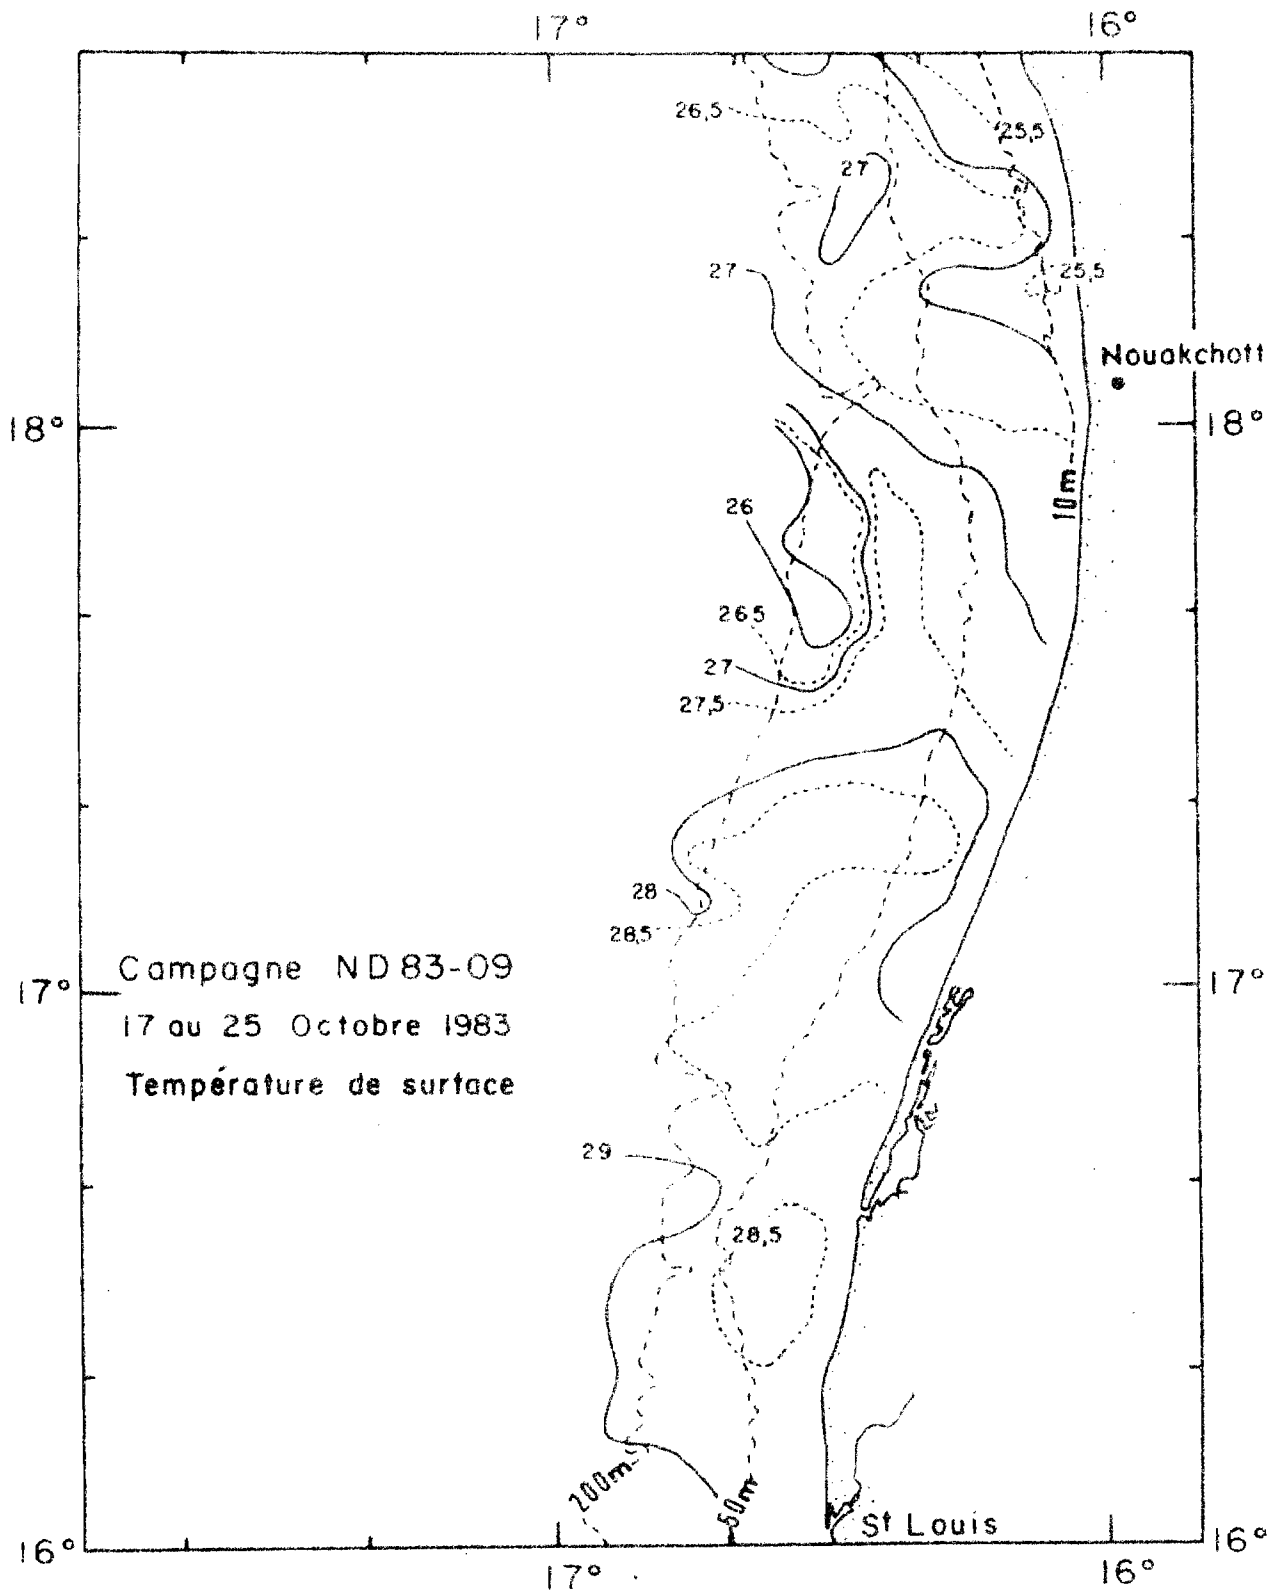 17° 16°
26,5
25,5
27
27
25,5
Nouakchott
18° 18°
10m
26
26,5
27
27,5
28
28,5
Campagne ND 83-09
17° 17°
17 au 25 Octobre 1983
Température de surface
29
28,5
200m
50m
St Louis
16° 16°
17° 16°